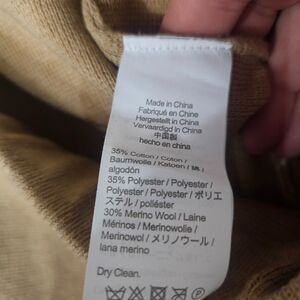 Made in China
Fabriqué en Chine
Hergestellt in China
Vervaardigd in China
中国製
hecho en china
35% Cotton / Coton /
Baumwolle / Katoen / 綿 /
algodón
35% Polyester / Polyester /
Polyester / Polyester / ポリエ
ステル / poliéster
30% Merino Wool / Laine
Mérinos / Merinowolle /
Merinowol / メリノウール /
lana merino
Dry Clean.